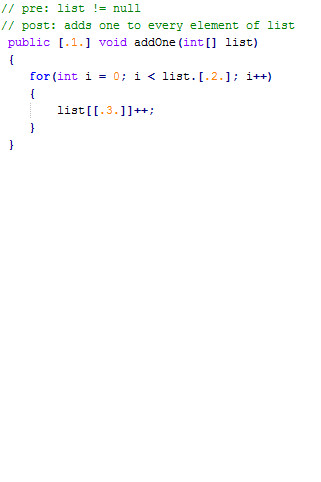 // pre: list != null
// post: adds one to every element of list
public [.1.] void addOne(int[] list)
{
for(int i = 0; i < list.[.2.]; i++)
{
list[[.3.]]++;
}
}